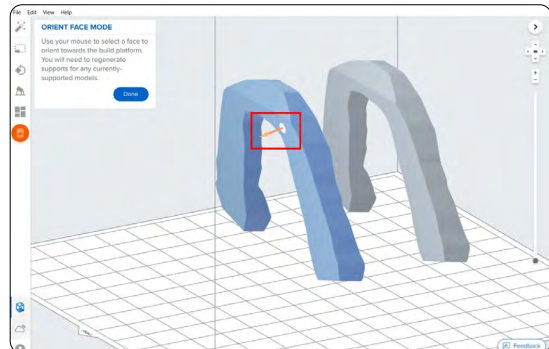 File Edit View Help
ORIENT FACE MODE
Use your mouse to select a face to
orient towards the build platform.
You will need to regenerate
supports for any currently-
supported models.
Done
Feedback